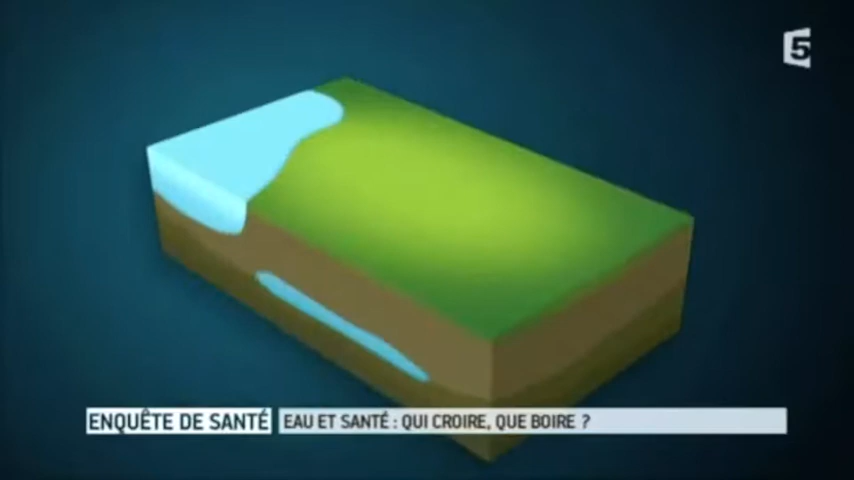 5
ENQUÊTE DE SANTÉ
EAU ET SANTÉ : QUI CROIRE, QUE BOIRE ?